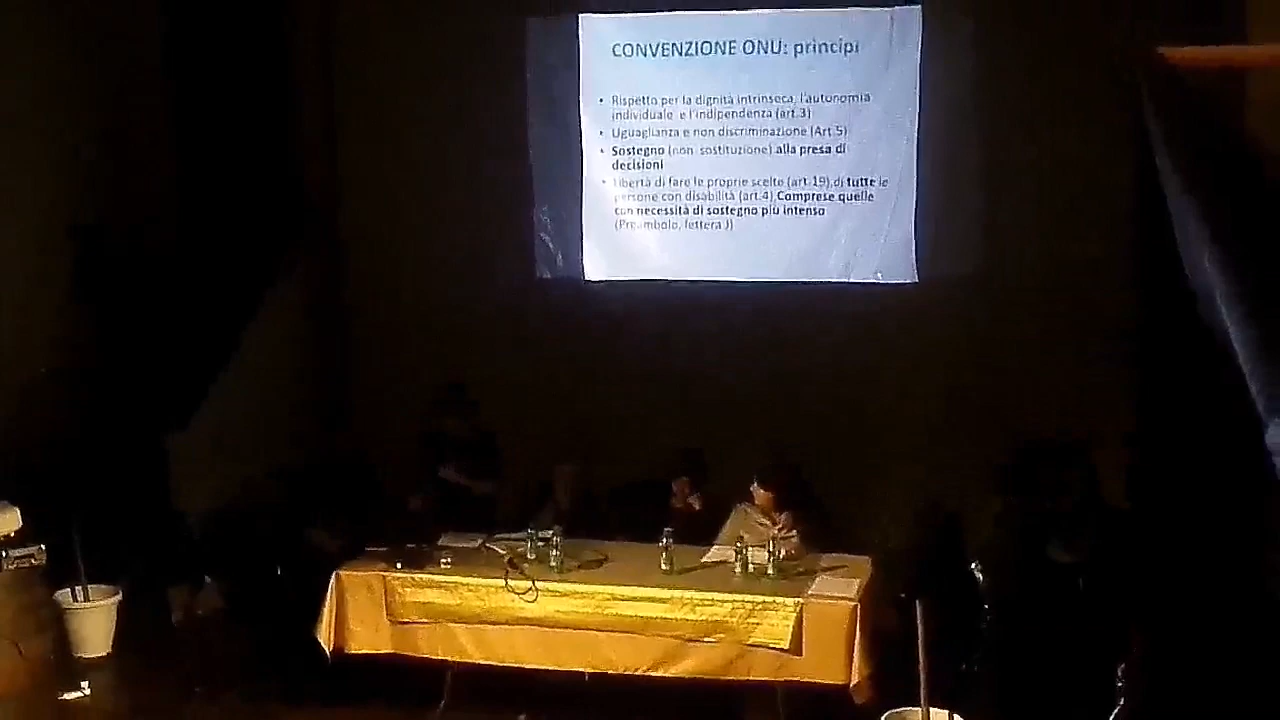 CONVENZIONE ONU: principi
• Rispetto per la dignità intrinseca, l'autonomia
individuale e l'indipendenza (art.3)
• Uguaglianza e non discriminazione (Art.5)
• Sostegno (non sostituzione) alla presa di
decisioni
• Libertà di fare le proprie scelte (art.19),di tutte le
persone con disabilità (art.4),Comprese quelle
con necessità di sostegno più intenso
(Preambolo, lettera J)